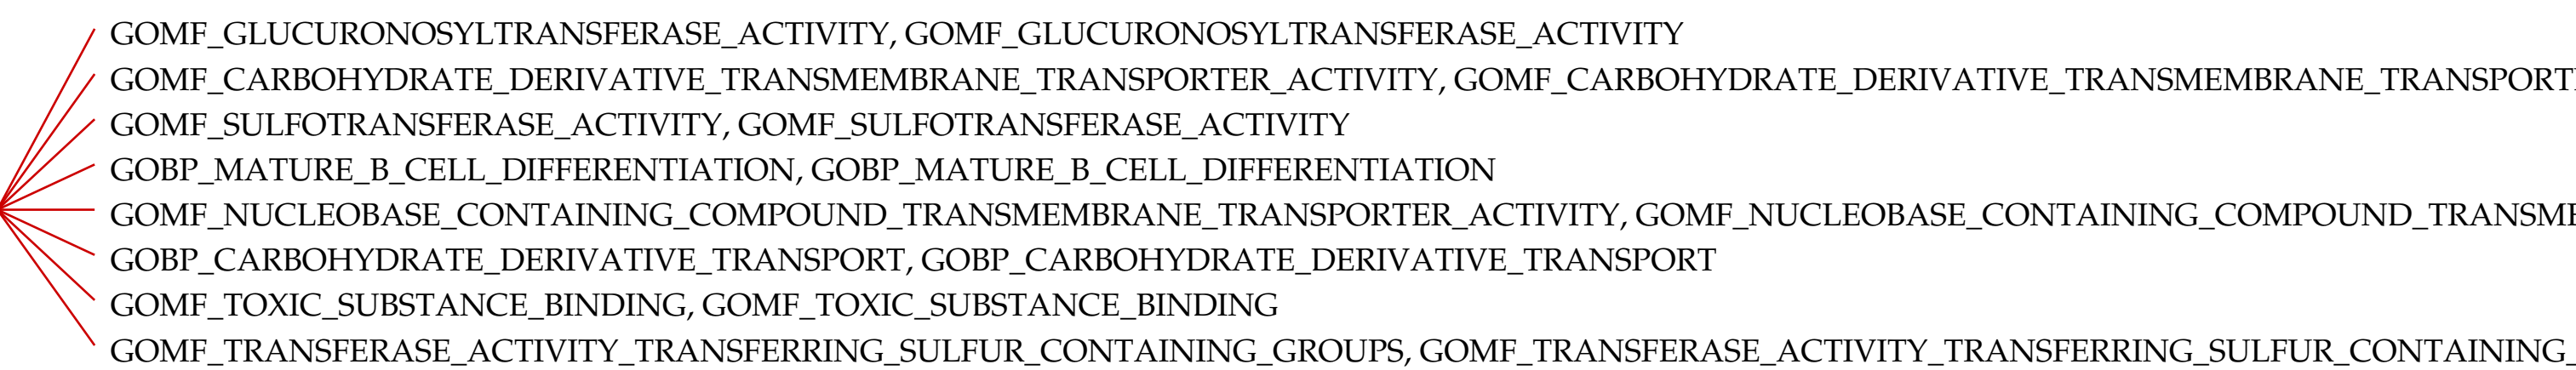 GOMF_GLUCURONOSYLTRANSFERASE_ACTIVITY, GOMF_GLUCURONOSYLTRANSFERASE_ACTIVITY
GOMF_CARBOHYDRATE_DERIVATIVE_TRANSMEMBRANE_TRANSPORTER_ACTIVITY, GOMF_CARBOHYDRATE_DERIVATIVE_TRANSMEMBRANE_TRANSPORT
GOMF_SULFOTRANSFERASE_ACTIVITY, GOMF_SULFOTRANSFERASE_ACTIVITY
GOBP_MATURE_B_CELL_DIFFERENTIATION, GOBP_MATURE_B_CELL_DIFFERENTIATION
GOMF_NUCLEOBASE_CONTAINING_COMPOUND_TRANSMEMBRANE_TRANSPORTER_ACTIVITY, GOMF_NUCLEOBASE_CONTAINING_COMPOUND_TRANSME
GOBP_CARBOHYDRATE_DERIVATIVE_TRANSPORT, GOBP_CARBOHYDRATE_DERIVATIVE_TRANSPORT
GOMF_TOXIC_SUBSTANCE_BINDING, GOMF_TOXIC_SUBSTANCE_BINDING
GOMF_TRANSFERASE_ACTIVITY_TRANSFERRING_SULFUR_CONTAINING_GROUPS, GOMF_TRANSFERASE_ACTIVITY_TRANSFERRING_SULFUR_CONTAINING_